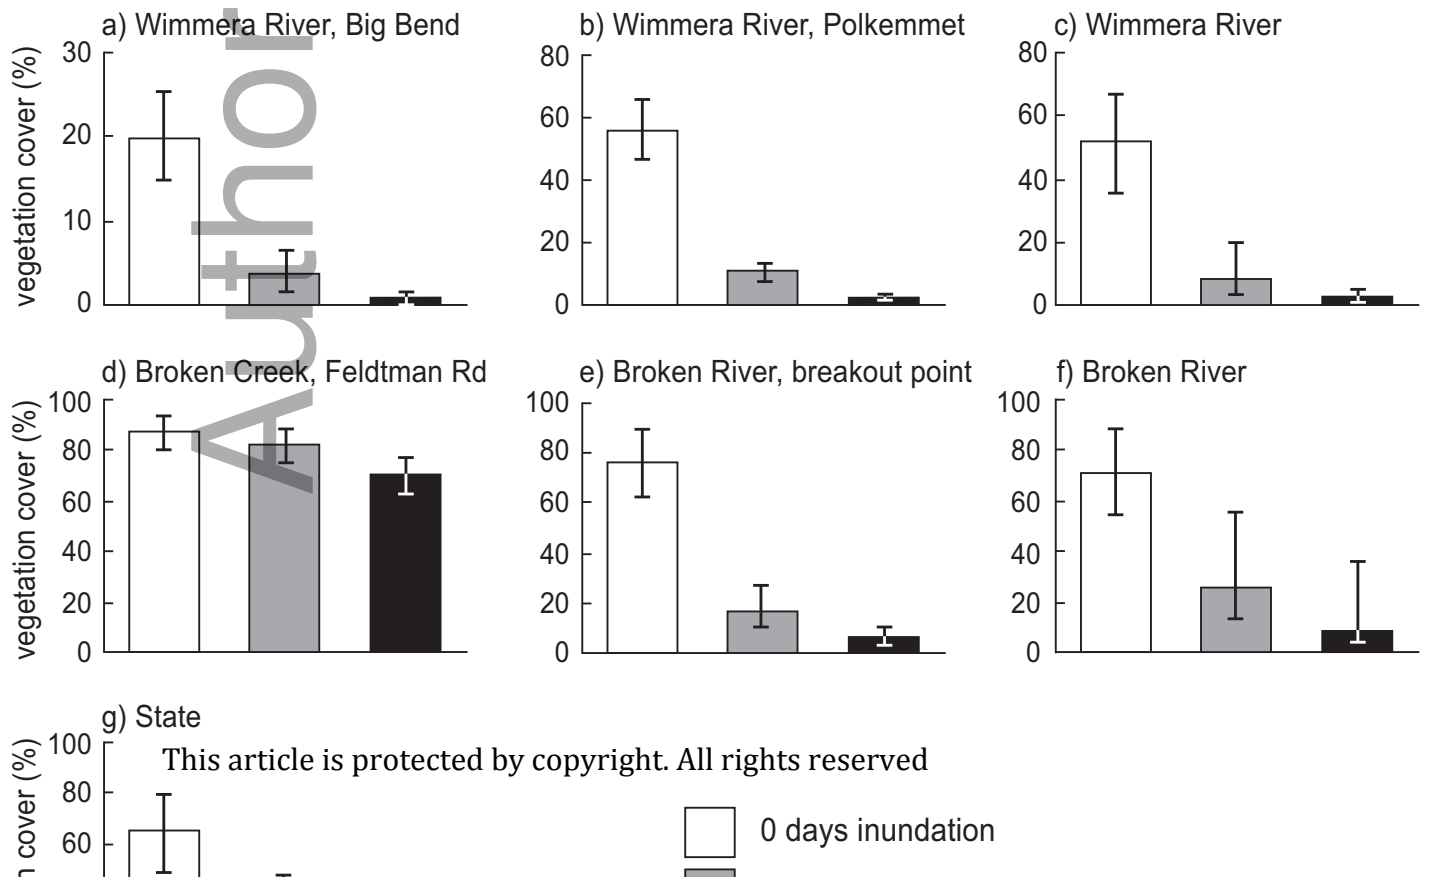 a) Wimmera River, Big Bend
b) Wimmera River, Polkemmet
c) Wimmera River
vegetation cover (%)
30
20
10
0
80
60
40
20
0
80
60
40
20
0
Author
d) Broken Creek, Feldtman Rd
e) Broken River, breakout point
f) Broken River
vegetation cover (%)
100
80
60
40
20
0
100
80
60
40
20
0
100
80
60
40
20
0
g) State
cover (%)
100
80
60
This article is protected by copyright. All rights reserved
0 days inundation